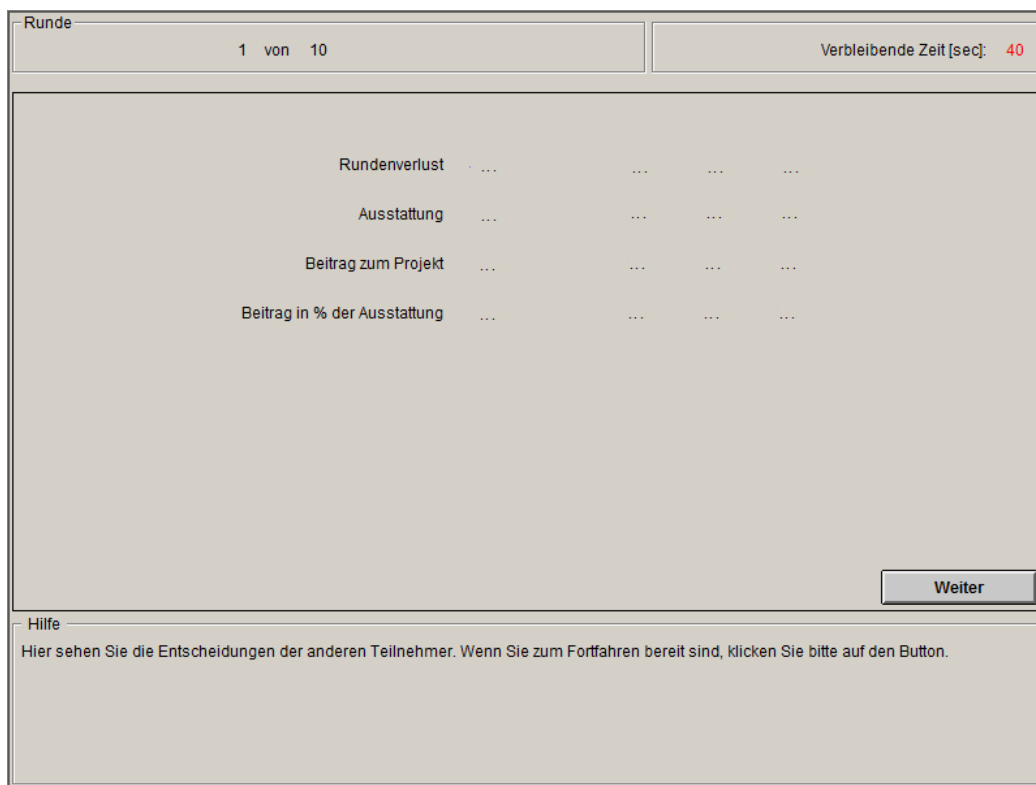 Runde
1 von 10
Verbleibende Zeit [sec]: 40
Rundenverlust ... ... ... ...
Ausstattung ... ... ... ...
Beitrag zum Projekt ... ... ... ...
Beitrag in % der Ausstattung ... ... ... ...
Weiter
Hilfe
Hier sehen Sie die Entscheidungen der anderen Teilnehmer. Wenn Sie zum Fortfahren bereit sind, klicken Sie bitte auf den Button.